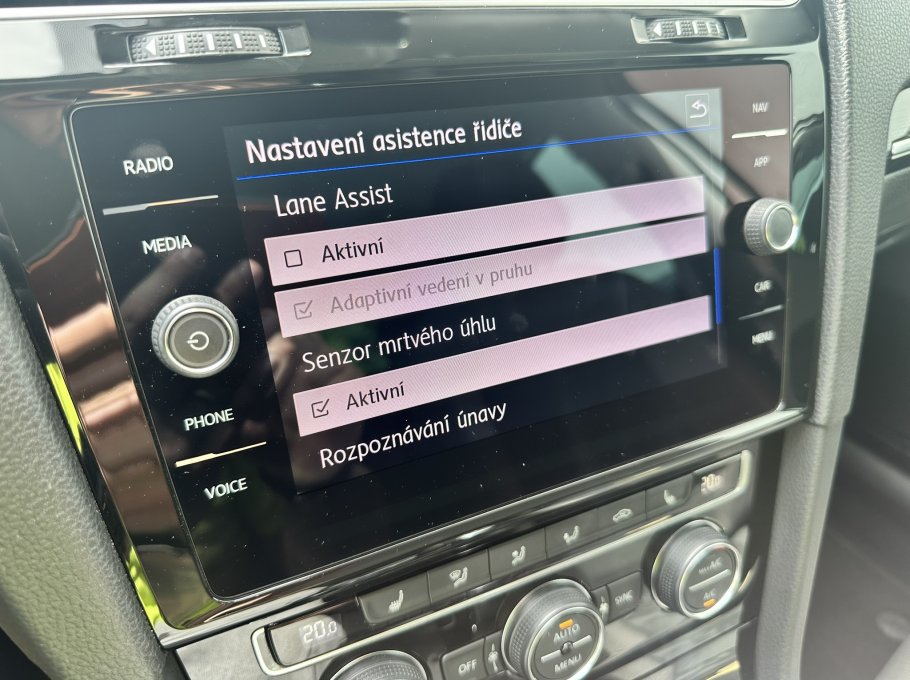 RADIO
MEDIA
PHONE
VOICE
Nastavení asistence řidiče
Lane Assist
Aktivní
Adaptivní vedení v pruhu
Senzor mrtvého úhlu
Aktivní
Rozpoznávání únavy
NAV
APP
CAR
MENU
20.0
20.0
OFF
AUTO
MENU
SYNC
MAX A/C
A/C